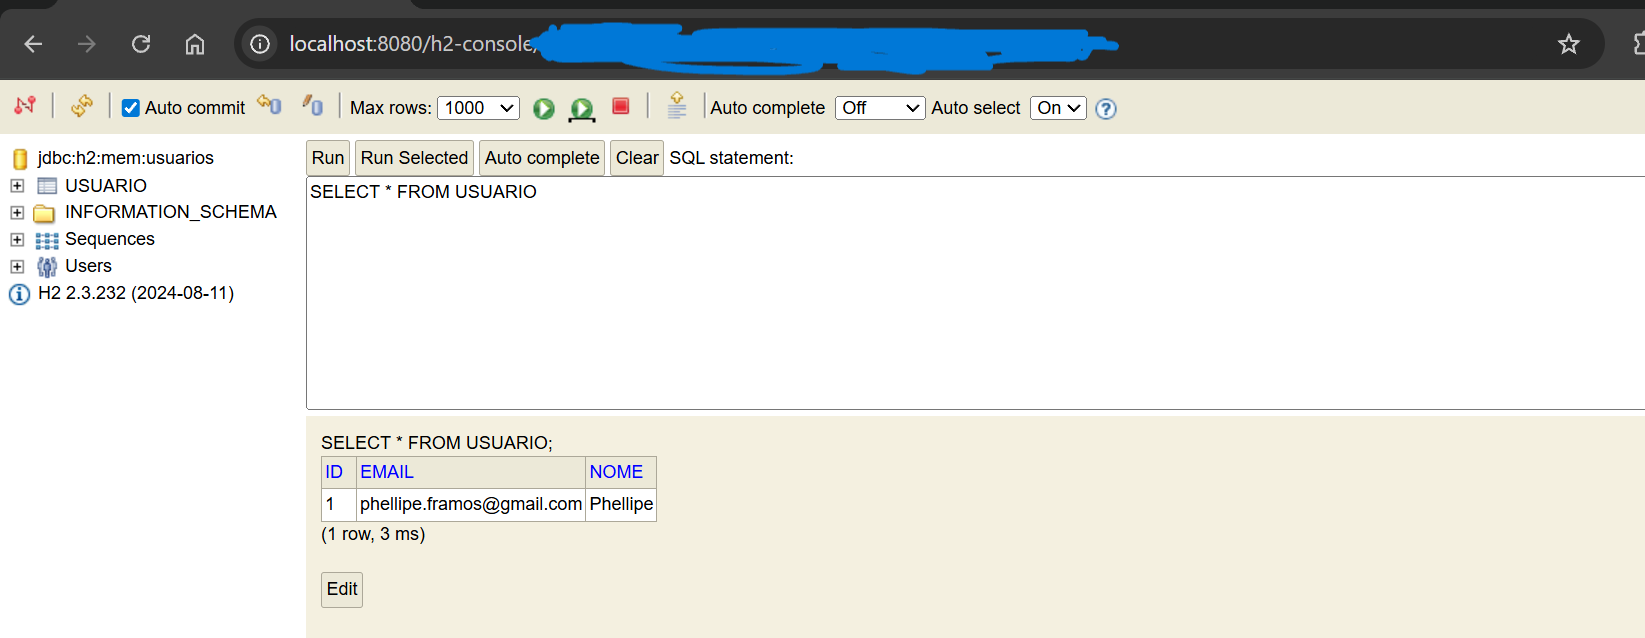 localhost:8080/h2-console/
Auto commit Max rows: 1000 Auto complete Off Auto select On ?
jdbc:h2:mem:usuarios
USUARIO
INFORMATION_SCHEMA
Sequences
Users
H2 2.3.232 (2024-08-11)
Run Run Selected Auto complete Clear SQL statement:
SELECT * FROM USUARIO
SELECT * FROM USUARIO;
ID EMAIL NOME
1 phellipe.framos@gmail.com Phellipe
(1 row, 3 ms)
Edit